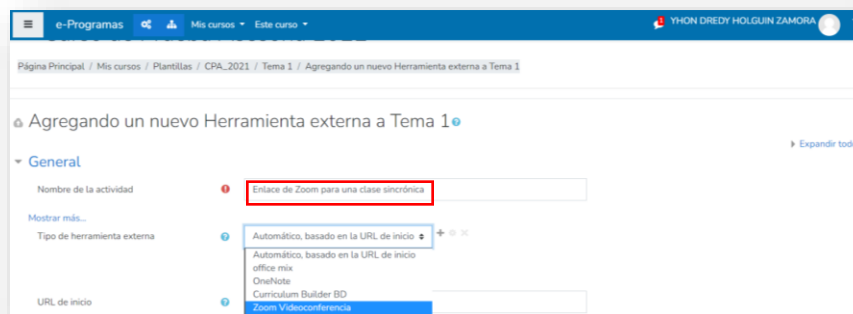 e-Programas Mis cursos Este curso 1 YHON DREDY HOLGUIN ZAMORA
Página Principal / Mis cursos / Plantillas / CPA_2021 / Tema 1 / Agregando un nuevo Herramienta externa a Tema 1
Agregando un nuevo Herramienta externa a Tema 1
Expandir todo
General
Nombre de la actividad Enlace de Zoom para una clase sincrónica
Mostrar más...
Tipo de herramienta externa Automático, basado en la URL de inicio
Automático, basado en la URL de inicio
office mix
OneNote
Curriculum Builder BD
URL de inicio
Zoom Videoconferencia